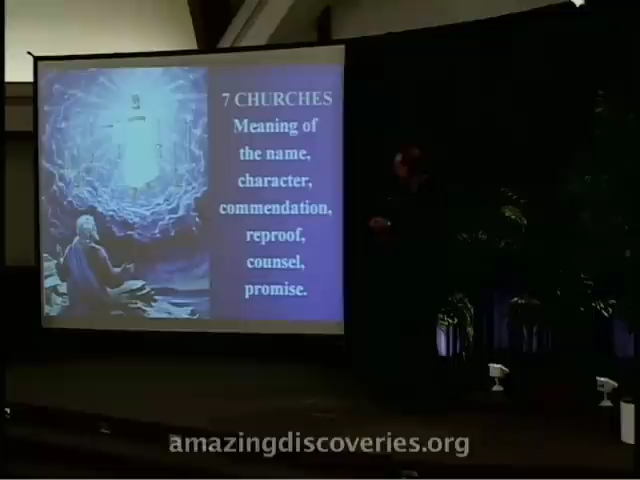 7 CHURCHES
Meaning of
the name,
character,
commendation,
reproof,
counsel,
promise.
amazingdiscoveries.org